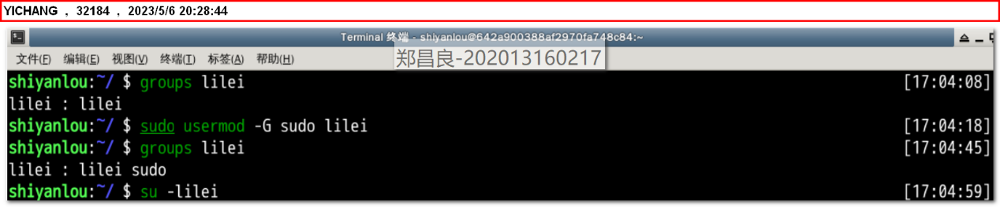 YICHANG , 32184 , 2023/5/6 20:28:44
Terminal 终端 - shiyanlou@642a900388af2970fa748c84:~
文件(F) 编辑(E) 视图(V) 终端(T) 标签(A) 帮助(H)
郑昌良-202013160217
shiyanlou:~/ $ groups lilei [17:04:08]
lilei : lilei
shiyanlou:~/ $ sudo usermod -G sudo lilei [17:04:18]
shiyanlou:~/ $ groups lilei [17:04:45]
lilei : lilei sudo
shiyanlou:~/ $ su -lilei [17:04:59]